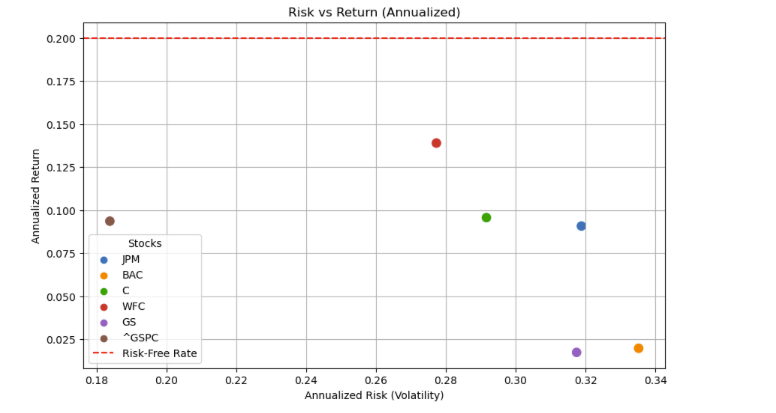 Risk vs Return (Annualized)
0.200
0.175
0.150
0.125
0.100
0.075
0.050
0.025
Annualized Return
Stocks
JPM
BAC
C
WFC
GS
^GSPC
Risk-Free Rate
0.18 0.20 0.22 0.24 0.26 0.28 0.30 0.32 0.34
Annualized Risk (Volatility)